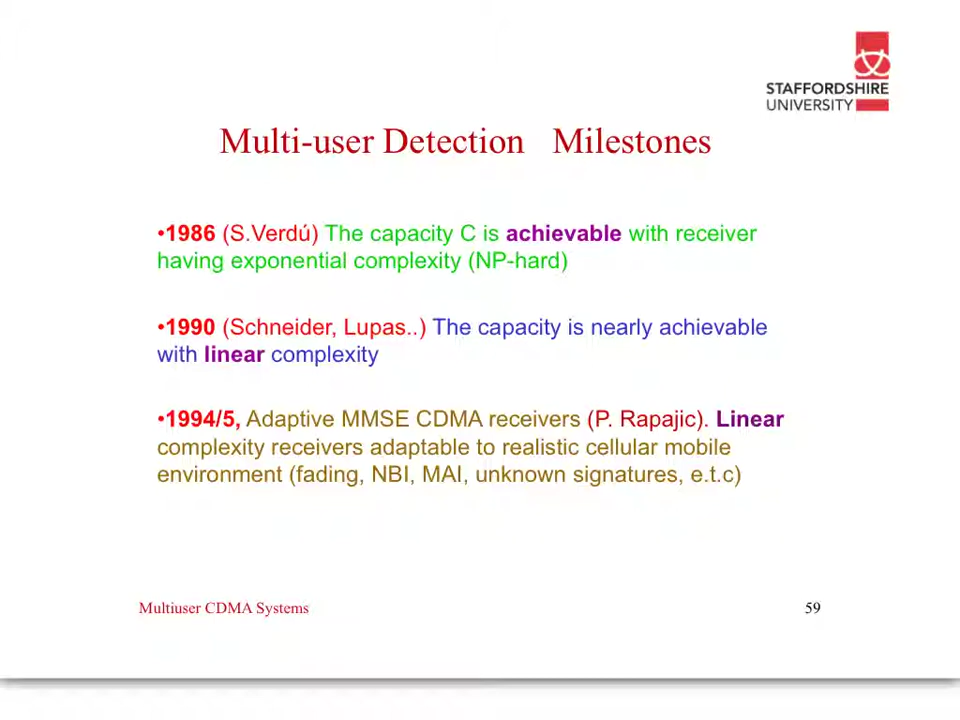 STAFFORDSHIRE
UNIVERSITY
Multi-user Detection Milestones
•1986 (S.Verdú) The capacity C is achievable with receiver
having exponential complexity (NP-hard)
•1990 (Schneider, Lupas..) The capacity is nearly achievable
with linear complexity
•1994/5, Adaptive MMSE CDMA receivers (P. Rapajic). Linear
complexity receivers adaptable to realistic cellular mobile
environment (fading, NBI, MAI, unknown signatures, e.t.c)
Multiuser CDMA Systems
59